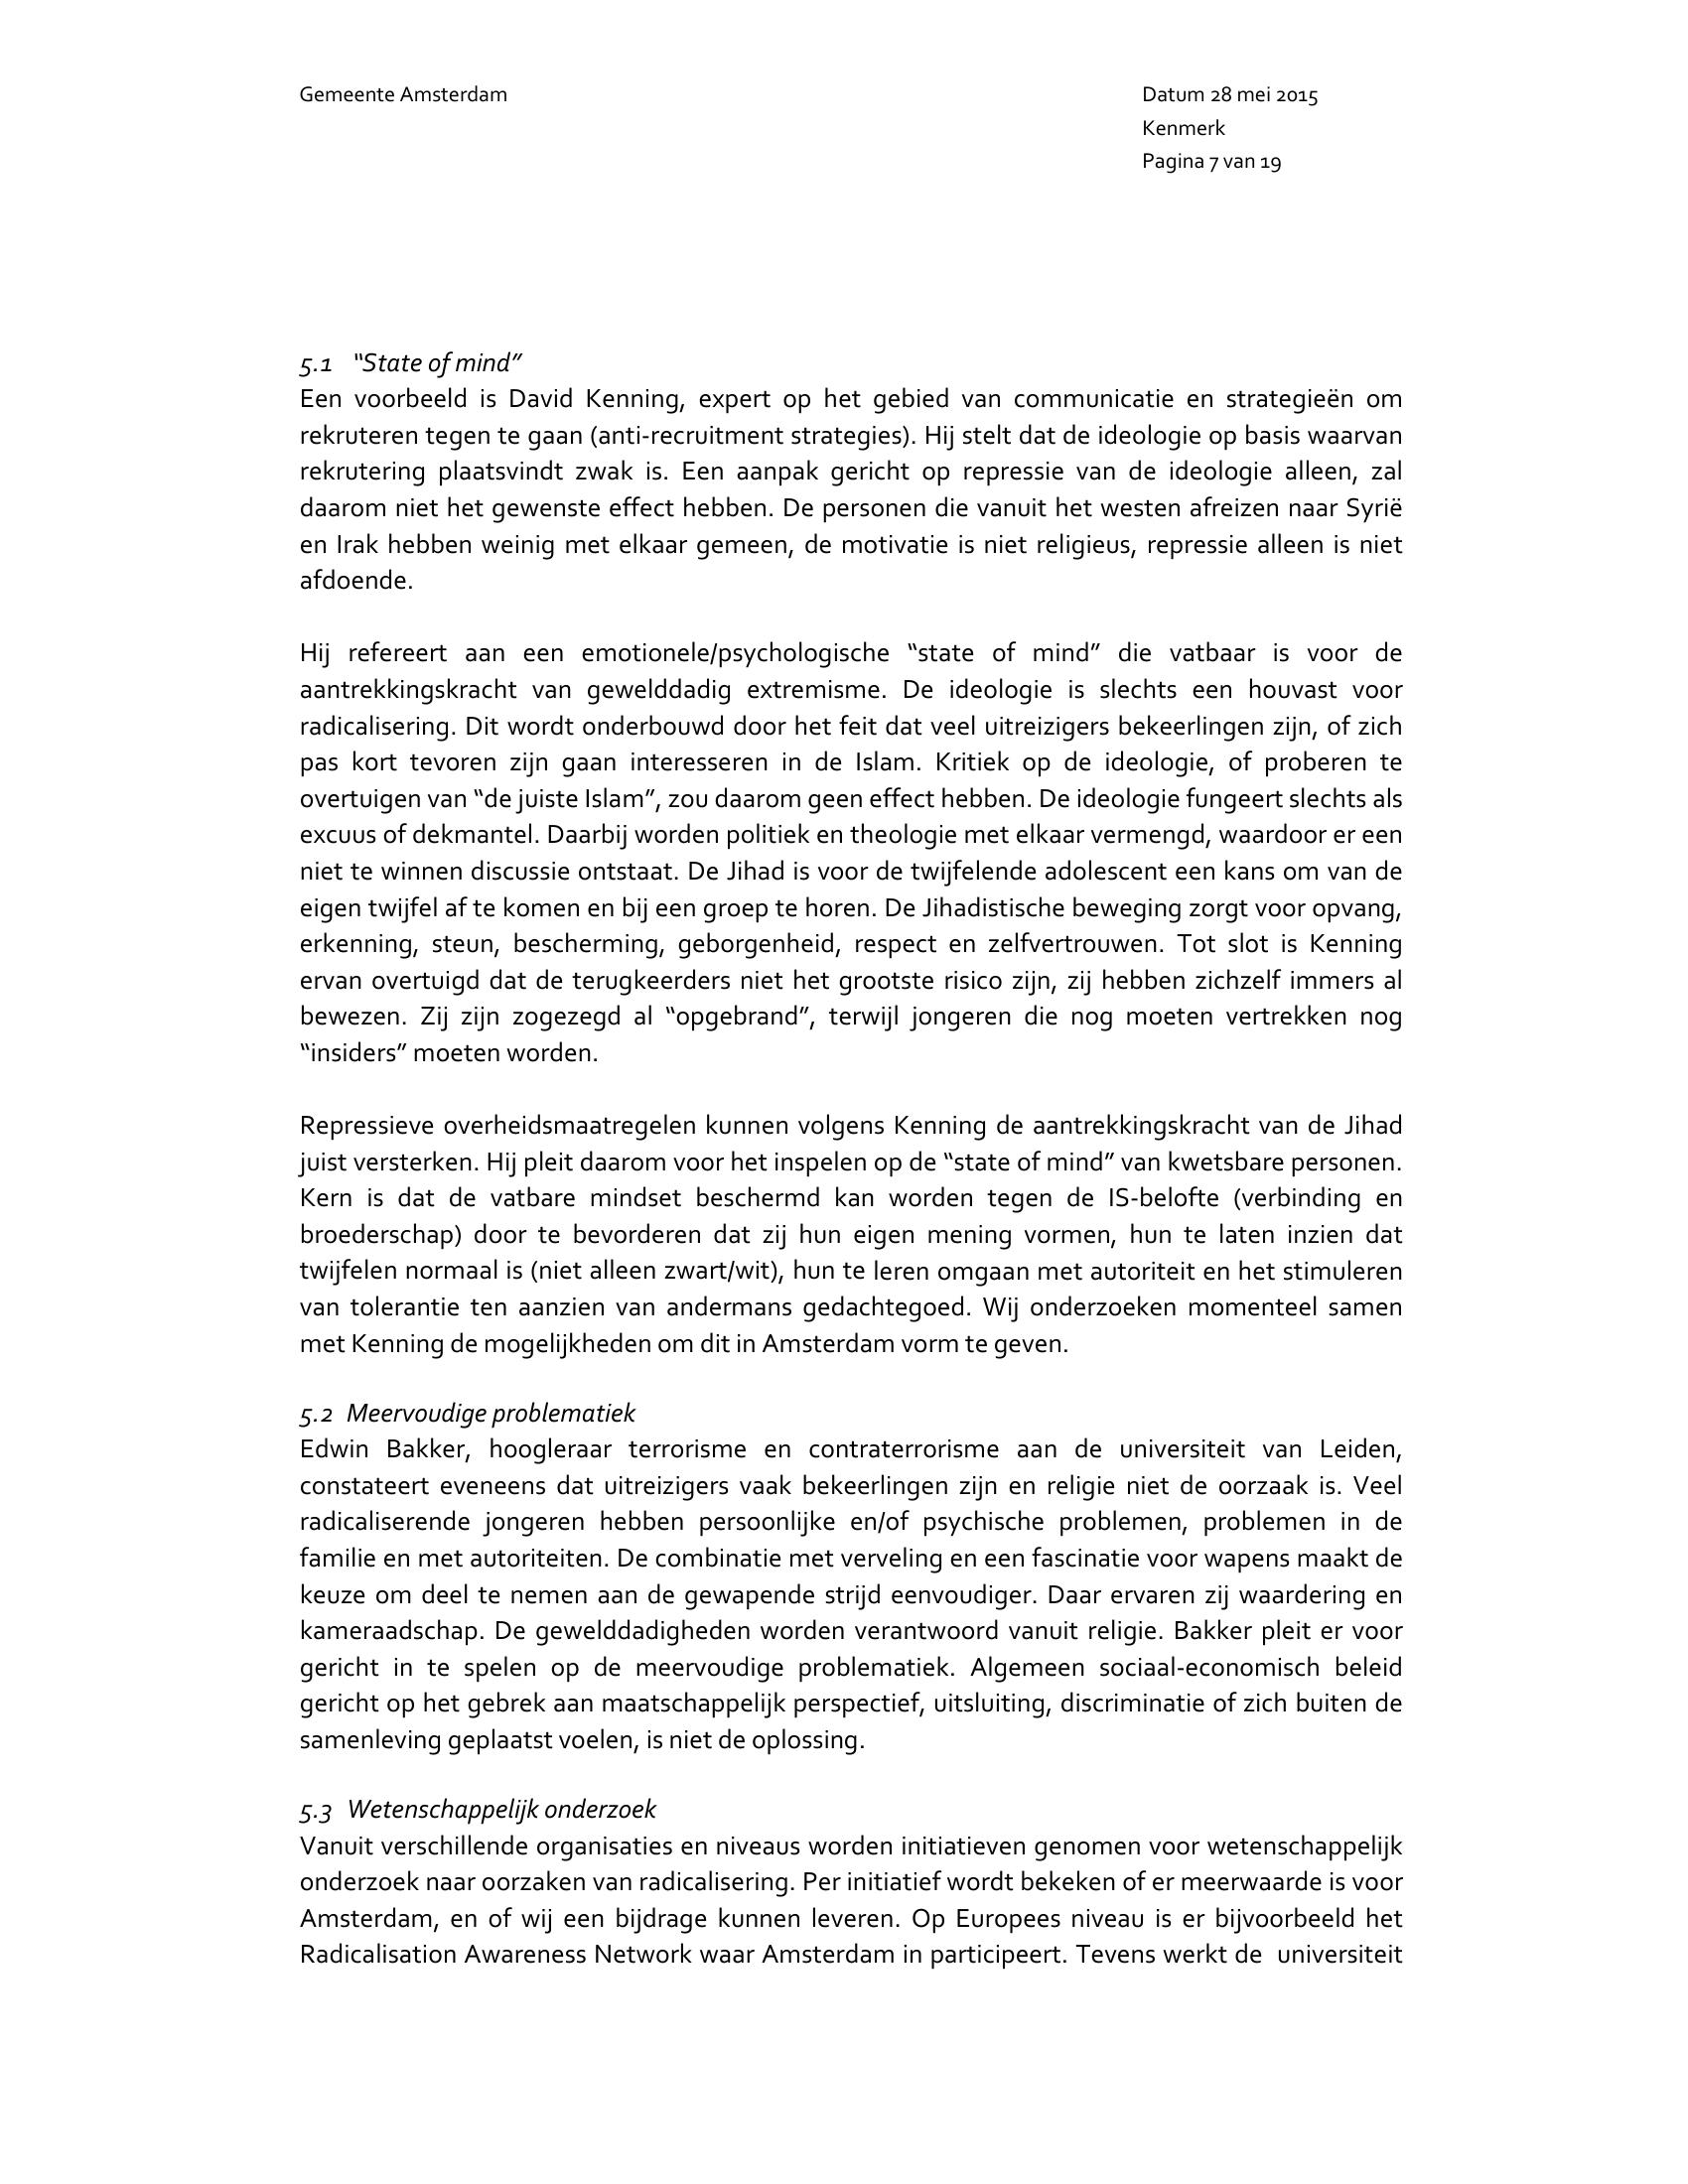 Gemeente Amsterdam
Datum 28 mei 2015
Kenmerk
Pagina 7 van 19
5.1 “State of mind”
Een voorbeeld is David Kenning, expert op het gebied van communicatie en strategieën om
rekruteren tegen te gaan (anti-recruitment strategies). Hij stelt dat de ideologie op basis waarvan
rekrutering plaatsvindt zwak is. Een aanpak gericht op repressie van de ideologie alleen, zal
daarom niet het gewenste effect hebben. De personen die vanuit het westen afreizen naar Syrië
en Irak hebben weinig met elkaar gemeen, de motivatie is niet religieus, repressie alleen is niet
afdoende.
Hij refereert aan een emotionele/psychologische “state of mind” die vatbaar is voor de
aantrekkingskracht van gewelddadig extremisme. De ideologie is slechts een houvast voor
radicalisering. Dit wordt onderbouwd door het feit dat veel uitreizigers bekeerlingen zijn, of zich
pas kort tevoren zijn gaan interesseren in de Islam. Kritiek op de ideologie, of proberen te
overtuigen van “de juiste Islam”, zou daarom geen effect hebben. De ideologie fungeert slechts als
excuus of dekmantel. Daarbij worden politiek en theologie met elkaar vermengd, waardoor er een
niet te winnen discussie ontstaat. De Jihad is voor de twijfelende adolescent een kans om van de
eigen twijfel af te komen en bij een groep te horen. De Jihadistische beweging zorgt voor opvang,
erkenning, steun, bescherming, geborgenheid, respect en zelfvertrouwen. Tot slot is Kenning
ervan overtuigd dat de terugkeerders niet het grootste risico zijn, zij hebben zichzelf immers al
bewezen. Zij zijn zogezegd al “opgebrand”, terwijl jongeren die nog moeten vertrekken nog
“insiders” moeten worden.
Repressieve overheidsmaatregelen kunnen volgens Kenning de aantrekkingskracht van de Jihad
juist versterken. Hij pleit daarom voor het inspelen op de “state of mind” van kwetsbare personen.
Kern is dat de vatbare mindset beschermd kan worden tegen de IS-belofte (verbinding en
broederschap) door te bevorderen dat zij hun eigen mening vormen, hun te laten inzien dat
twijfelen normaal is (niet alleen zwart/wit), hun te leren omgaan met autoriteit en het stimuleren
van tolerantie ten aanzien van andermans gedachtegoed. Wij onderzoeken momenteel samen
met Kenning de mogelijkheden om dit in Amsterdam vorm te geven.
5.2 Meervoudige problematiek
Edwin Bakker, hoogleraar terrorisme en contraterrorisme aan de universiteit van Leiden,
constateert eveneens dat uitreizigers vaak bekeerlingen zijn en religie niet de oorzaak is. Veel
radicaliserende jongeren hebben persoonlijke en/of psychische problemen, problemen in de
familie en met autoriteiten. De combinatie met verveling en een fascinatie voor wapens maakt de
keuze om deel te nemen aan de gewapende strijd eenvoudiger. Daar ervaren zij waardering en
kameraadschap. De gewelddadigheden worden verantwoord vanuit religie. Bakker pleit er voor
gericht in te spelen op de meervoudige problematiek. Algemeen sociaal-economisch beleid
gericht op het gebrek aan maatschappelijk perspectief, uitsluiting, discriminatie of zich buiten de
samenleving geplaatst voelen, is niet de oplossing.
5.3 Wetenschappelijk onderzoek
Vanuit verschillende organisaties en niveaus worden initiatieven genomen voor wetenschappelijk
onderzoek naar oorzaken van radicalisering. Per initiatief wordt bekeken of er meerwaarde is voor
Amsterdam, en of wij een bijdrage kunnen leveren. Op Europees niveau is er bijvoorbeeld het
Radicalisation Awareness Network waar Amsterdam in participeert. Tevens werkt de universiteit